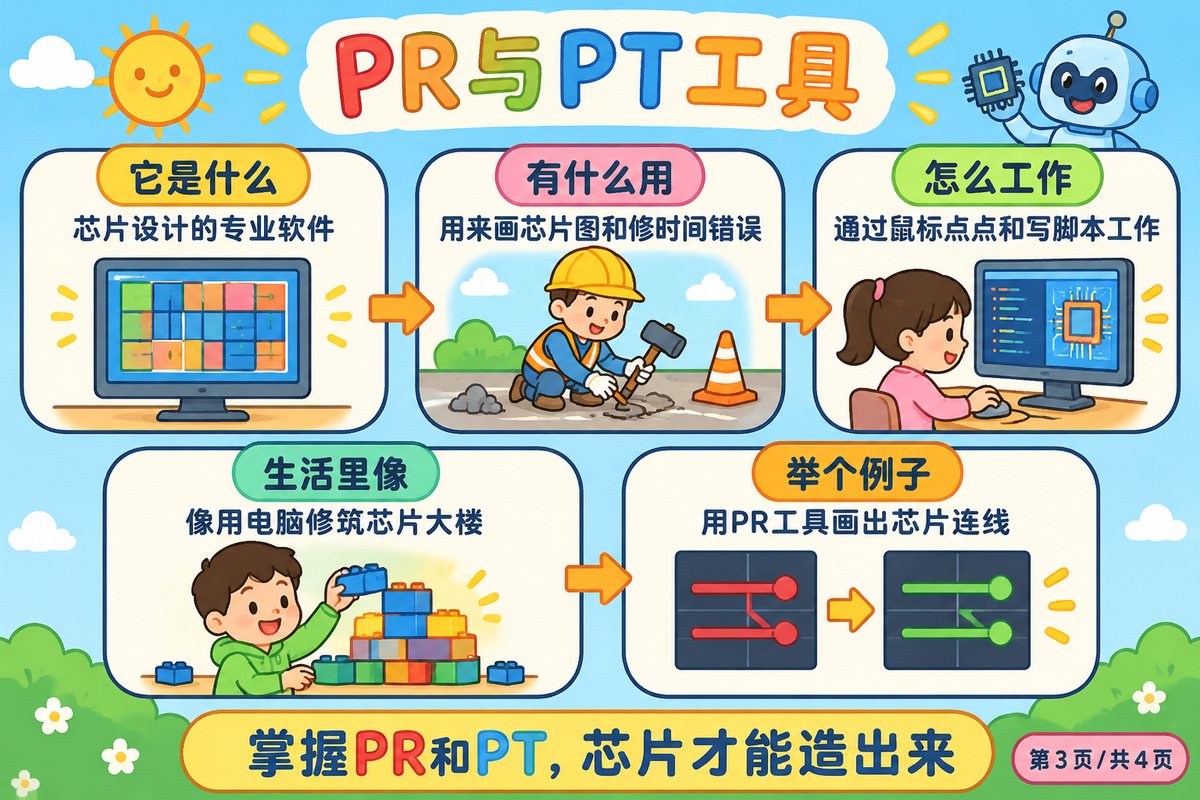 PR与PT工具
它是什么
芯片设计的专业软件
有什么用
用来画芯片图和修时间错误
怎么工作
通过鼠标点点和写脚本工作
生活里像
像用电脑修筑芯片大楼
举个例子
用PR工具画出芯片连线
掌握PR和PT,芯片才能造出来
第3页/共4页